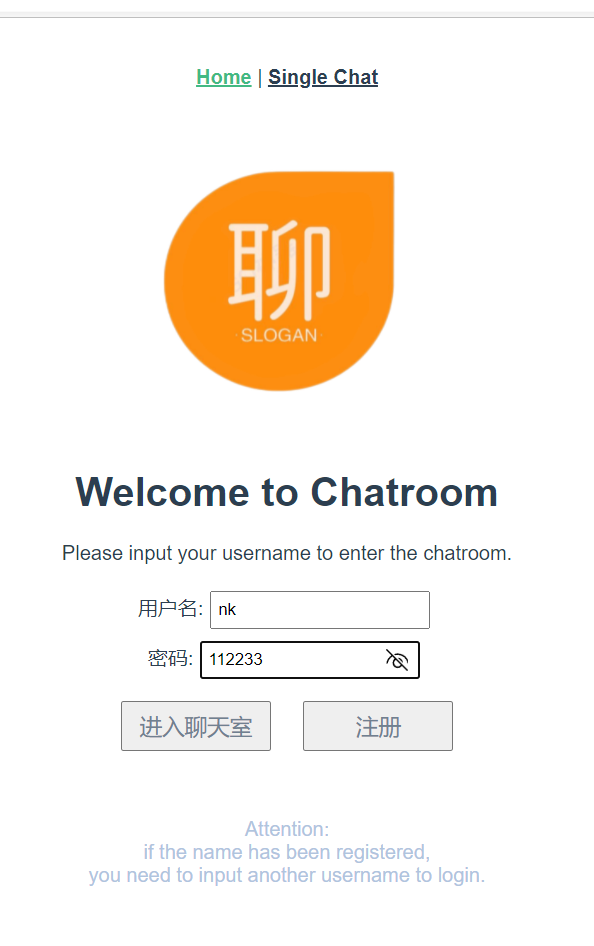 Home | Single Chat
聊
·SLOGAN·
Welcome to Chatroom
Please input your username to enter the chatroom.
用户名: nk
密码: 112233
进入聊天室 注册
Attention:
if the name has been registered,
you need to input another username to login.